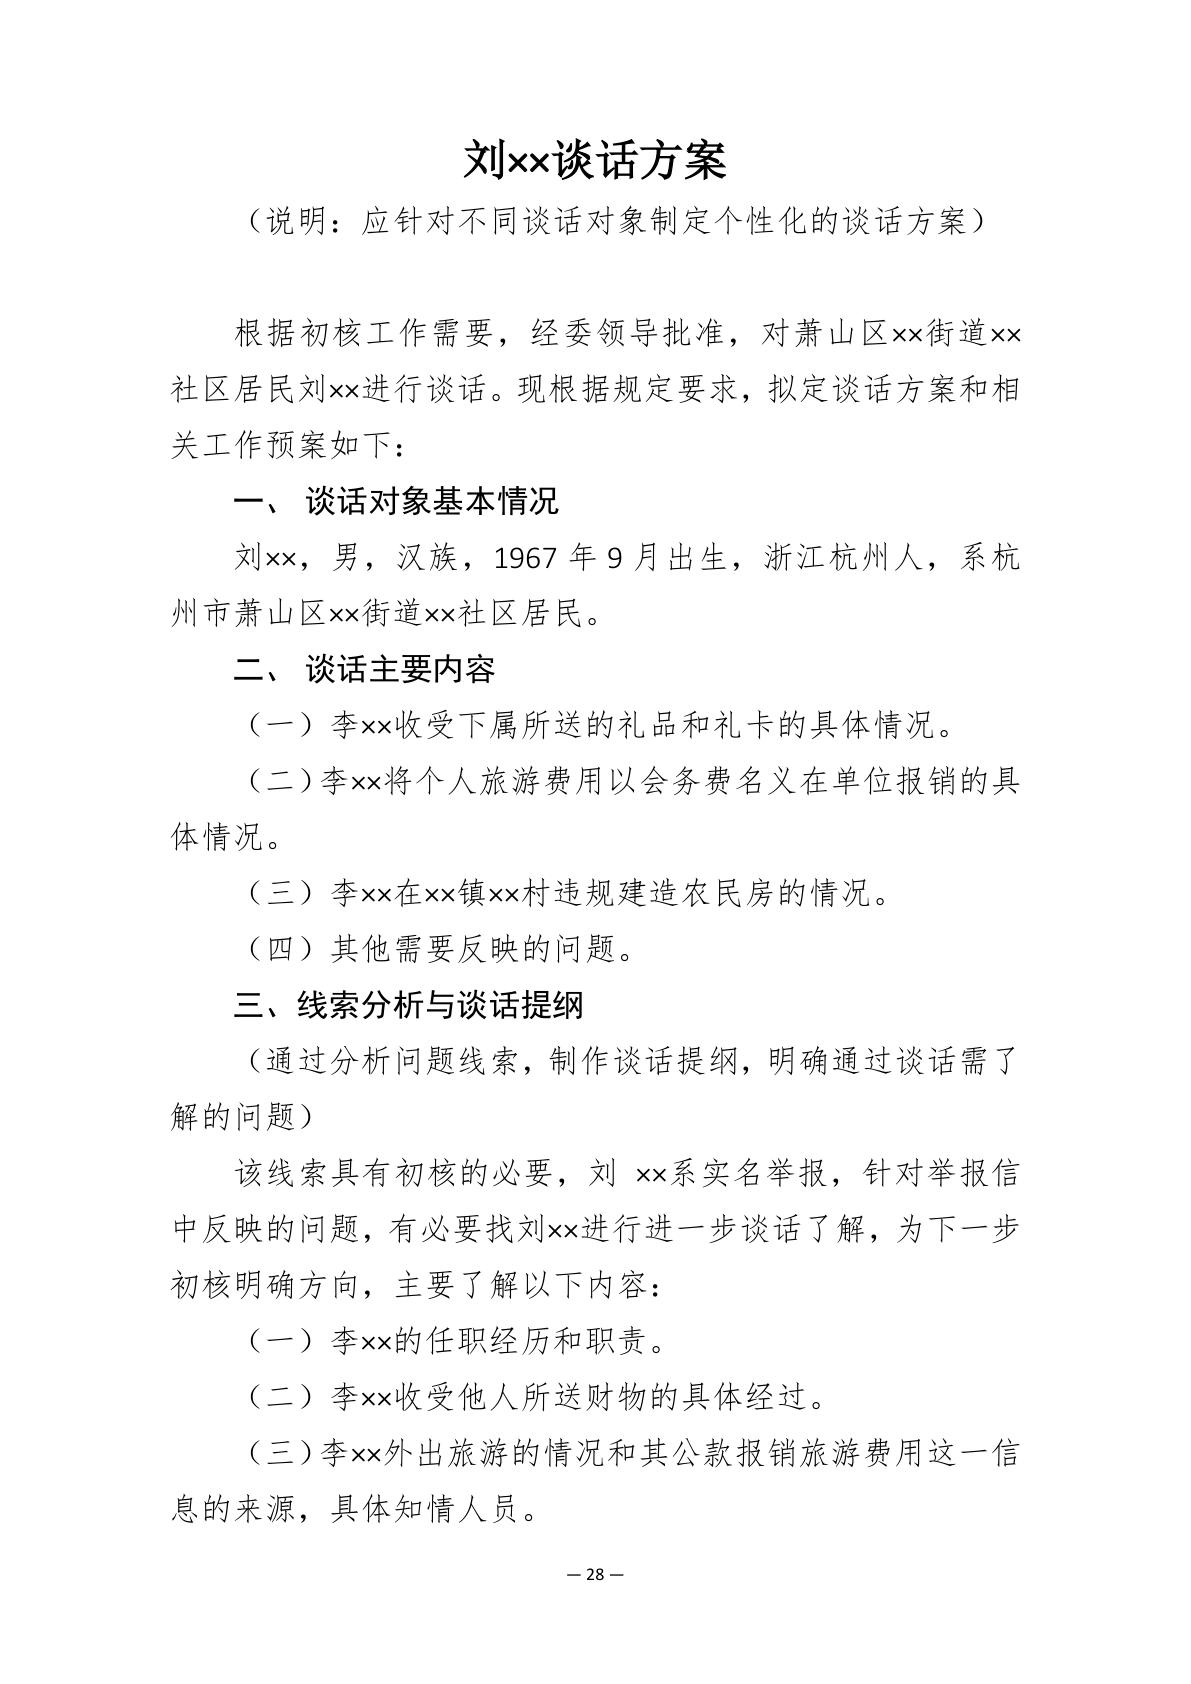 刘××谈话方案
（说明：应针对不同谈话对象制定个性化的谈话方案）
根据初核工作需要，经委领导批准，对萧山区××街道××
社区居民刘××进行谈话。现根据规定要求，拟定谈话方案和相
关工作预案如下：
一、 谈话对象基本情况
刘××，男，汉族，1967 年 9 月出生，浙江杭州人，系杭
州市萧山区××街道××社区居民。
二、 谈话主要内容
（一）李××收受下属所送的礼品和礼卡的具体情况。
（二）李××将个人旅游费用以会务费名义在单位报销的具
体情况。
（三）李××在××镇××村违规建造农民房的情况。
（四）其他需要反映的问题。
三、线索分析与谈话提纲
（通过分析问题线索，制作谈话提纲，明确通过谈话需了
解的问题）
该线索具有初核的必要，刘 ××系实名举报，针对举报信
中反映的问题，有必要找刘××进行进一步谈话了解，为下一步
初核明确方向，主要了解以下内容：
（一）李××的任职经历和职责。
（二）李××收受他人所送财物的具体经过。
（三）李××外出旅游的情况和其公款报销旅游费用这一信
息的来源，具体知情人员。
— 28 —